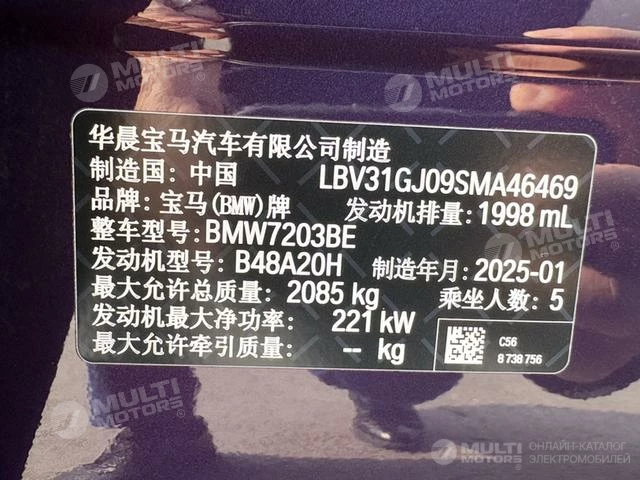 MULTI MOTORS®
MULTI MOTORS®
华晨宝马汽车有限公司制造
制造国: 中国 LBV31GJ09SMA46469
品牌: 宝马(BMW)牌 发动机排量: 1998 mL
整车型号: BMW7203BE
发动机型号: B48A20H 制造年月: 2025-01
最大允许总质量: 2085 kg 乘坐人数: 5
发动机最大净功率: 221 kW
最大允许牵引质量: -- kg
C56
8 738 756
MULTI MOTORS®
MULTI MOTORS®
MULTI MOTORS®
ОНЛАЙН-КАТАЛОГ
ЭЛЕКТРОМОБИЛЕЙ